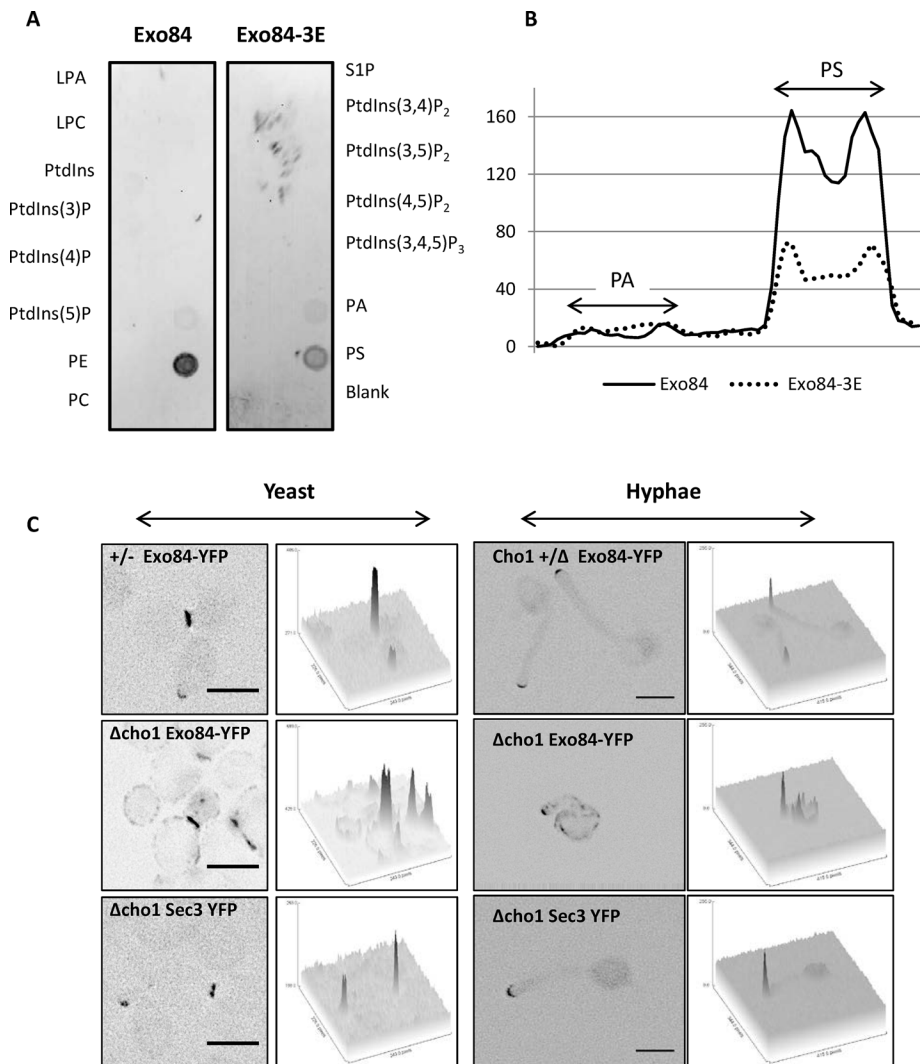 A
Exo84
Exo84-3E
LPA
LPC
PtdIns
PtdIns(3)P
PtdIns(4)P
PtdIns(5)P
PE
PC
S1P
PtdIns(3,4)P2
PtdIns(3,5)P2
PtdIns(4,5)P2
PtdIns(3,4,5)P3
PA
PS
Blank
B
PS
160
120
80
PA
40
0
Exo84
Exo84-3E
Yeast
Hyphae
C
+/- Exo84-YFP
Cho1 +/Δ Exo84-YFP
Δcho1 Exo84-YFP
Δcho1 Exo84-YFP
Δcho1 Sec3 YFP
Δcho1 Sec3 YFP